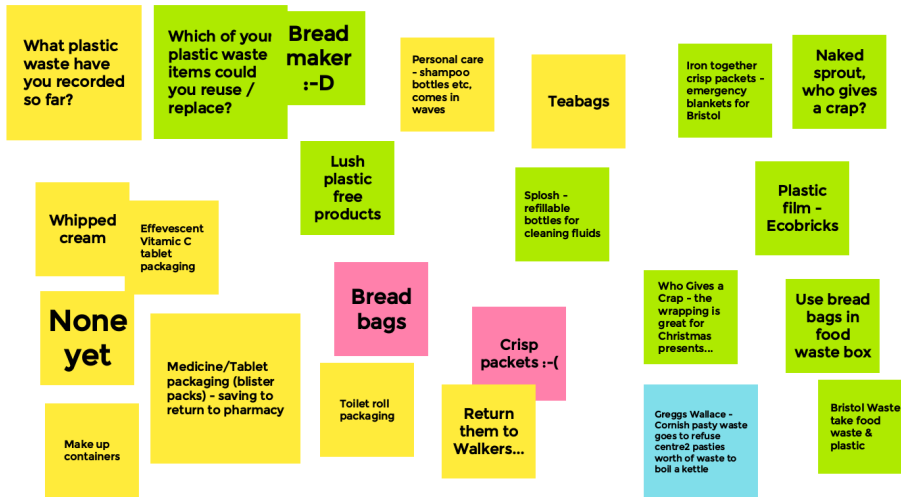 What plastic
waste have
you recorded
so far?
Which of your
plastic waste
items could
you reuse /
replace?
Bread
maker
:-D
Personal care
- shampoo
bottles etc,
comes in
waves
Teabags
Iron together
crisp packets -
emergency
blankets for
Bristol
Naked
sprout,
who gives
a crap?
Lush
plastic
free
products
Splosh -
refillable
bottles for
cleaning fluids
Plastic
film -
Ecobricks
Whipped
cream
Effevescent
Vitamic C
tablet
packaging
Bread
bags
Who Gives a
Crap - the
wrapping is
great for
Christmas
presents...
Use bread
bags in
food
waste box
None
yet
Medicine/Tablet
packaging (blister
packs) - saving to
return to pharmacy
Crisp
packets :-(
Toilet roll
packaging
Return
them to
Walkers...
Make up
containers
Greggs Wallace -
Cornish pasty waste
goes to refuse
centre2 pasties
worth of waste to
boil a kettle
Bristol Waste
take food
waste &
plastic